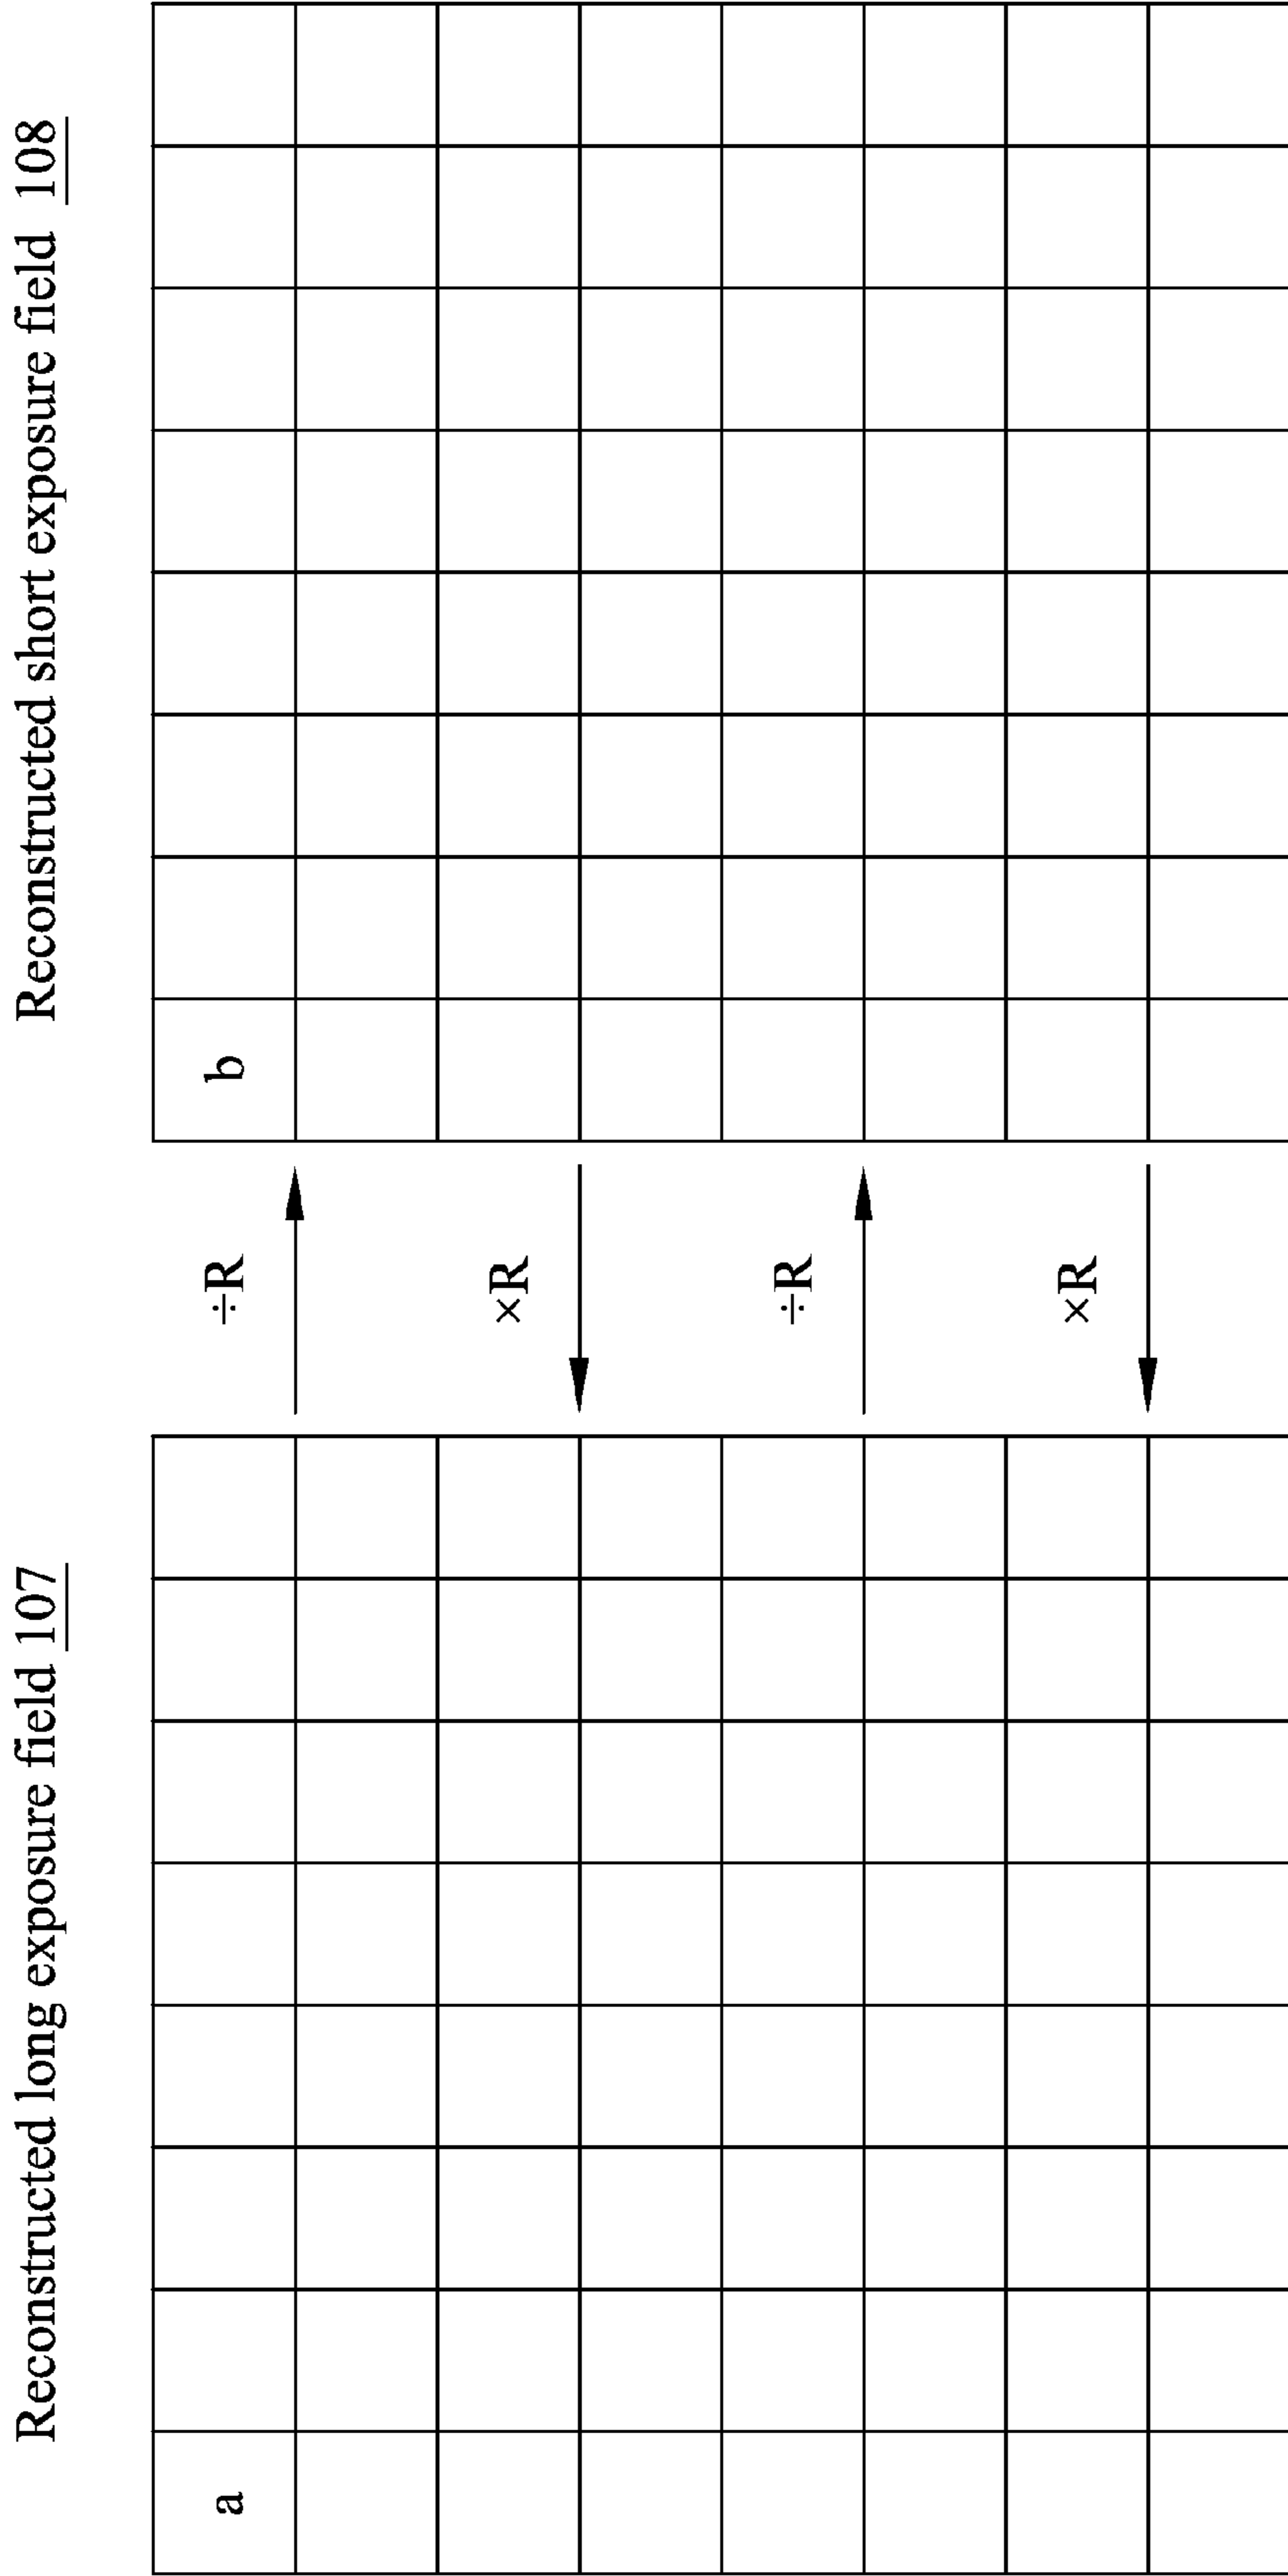 Reconstructed long exposure field 107
Reconstructed short exposure field 108
a
÷R
b
×R
÷R
×R